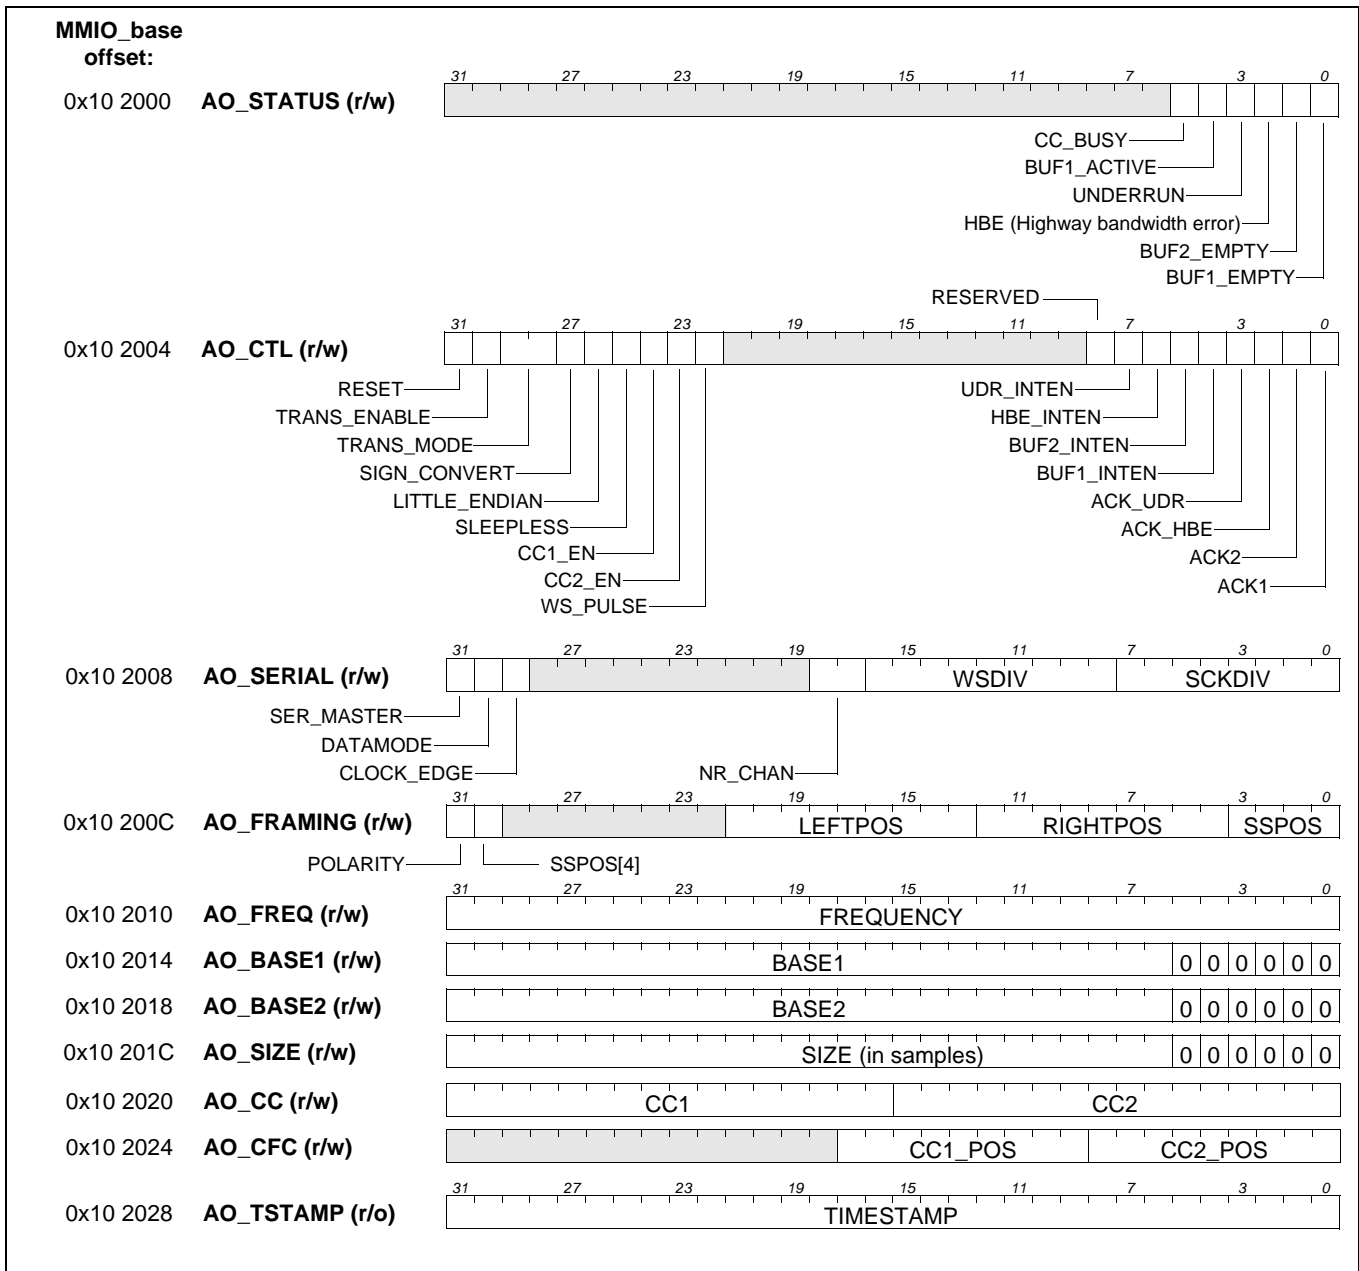 MMIO_base
offset:
31 27 23 19 15 11 7 3 0
0x10 2000 AO_STATUS (r/w)
CC_BUSY
BUF1_ACTIVE
UNDERRUN
HBE (Highway bandwidth error)
BUF2_EMPTY
BUF1_EMPTY
RESERVED
31 27 23 19 15 11 7 3 0
0x10 2004 AO_CTL (r/w)
RESET UDR_INTEN
TRANS_ENABLE HBE_INTEN
TRANS_MODE BUF2_INTEN
SIGN_CONVERT BUF1_INTEN
LITTLE_ENDIAN ACK_UDR
SLEEPLESS ACK_HBE
CC1_EN ACK2
CC2_EN ACK1
WS_PULSE
31 27 23 19 15 11 7 3 0
0x10 2008 AO_SERIAL (r/w) WSDIV SCKDIV
SER_MASTER
DATAMODE
CLOCK_EDGE NR_CHAN
31 27 23 19 15 11 7 3 0
0x10 200C AO_FRAMING (r/w) LEFTPOS RIGHTPOS SSPOS
POLARITY SSPOS[4]
31 27 23 19 15 11 7 3 0
0x10 2010 AO_FREQ (r/w) FREQUENCY
0x10 2014 AO_BASE1 (r/w) BASE1 0 0 0 0 0 0
0x10 2018 AO_BASE2 (r/w) BASE2 0 0 0 0 0 0
0x10 201C AO_SIZE (r/w) SIZE (in samples) 0 0 0 0 0 0
0x10 2020 AO_CC (r/w) CC1 CC2
0x10 2024 AO_CFC (r/w) CC1_POS CC2_POS
31 27 23 19 15 11 7 3 0
0x10 2028 AO_TSTAMP (r/o) TIMESTAMP